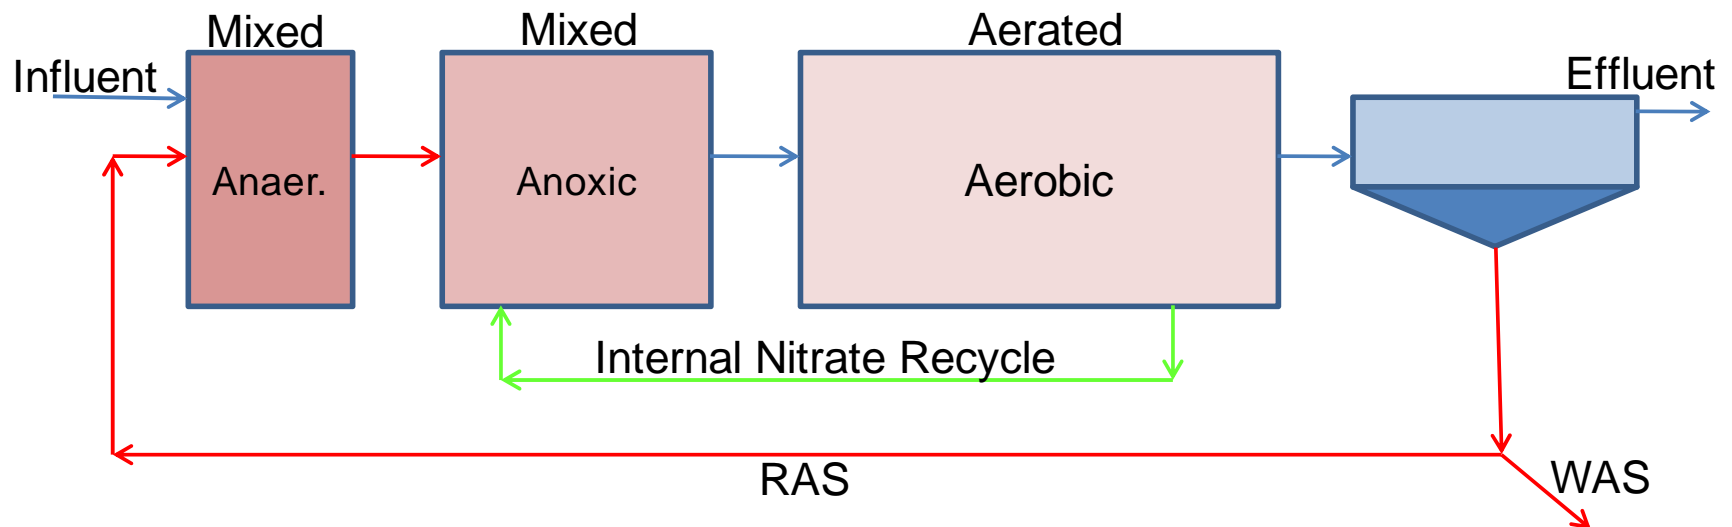 Mixed
Mixed
Aerated
Influent
Effluent
Anaer.
Anoxic
Aerobic
Internal Nitrate Recycle
RAS
WAS